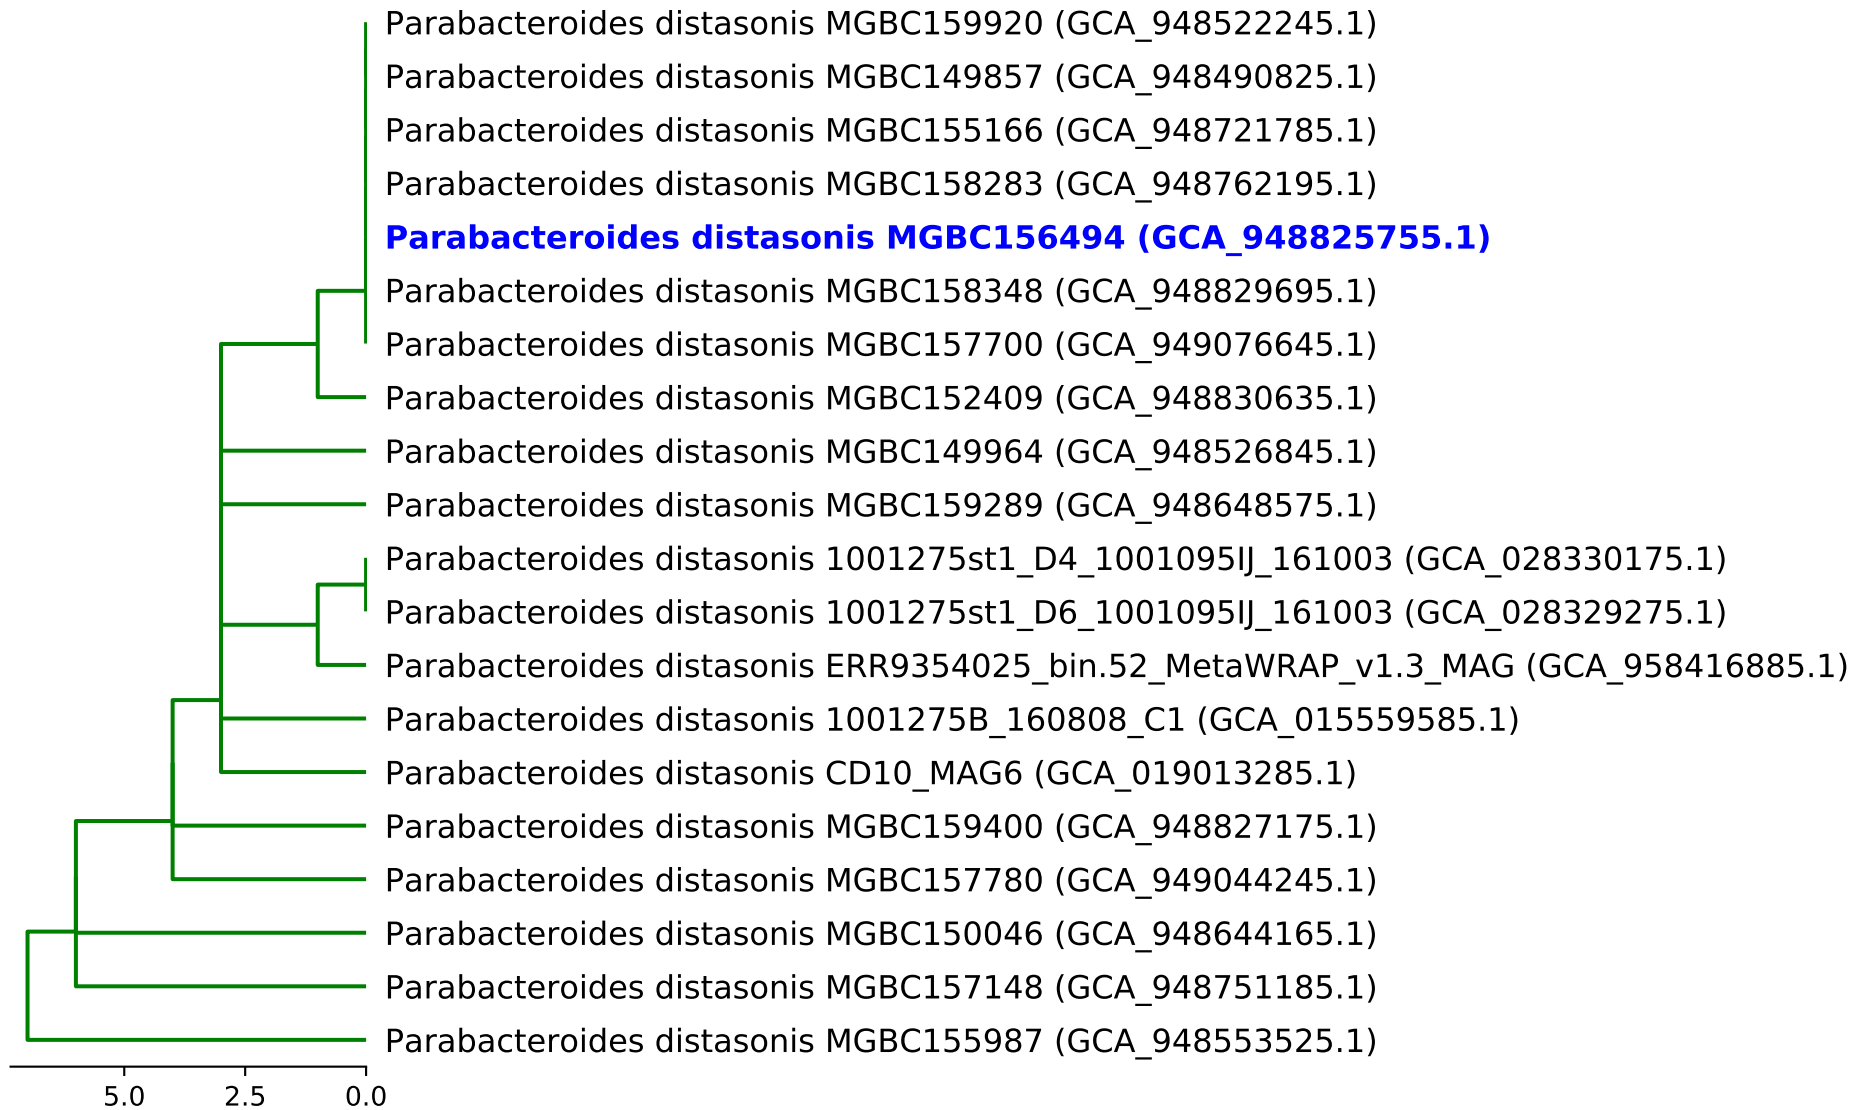 Parabacteroides distasonis MGBC159920 (GCA_948522245.1)
Parabacteroides distasonis MGBC149857 (GCA_948490825.1)
Parabacteroides distasonis MGBC155166 (GCA_948721785.1)
Parabacteroides distasonis MGBC158283 (GCA_948762195.1)
Parabacteroides distasonis MGBC156494 (GCA_948825755.1)
Parabacteroides distasonis MGBC158348 (GCA_948829695.1)
Parabacteroides distasonis MGBC157700 (GCA_949076645.1)
Parabacteroides distasonis MGBC152409 (GCA_948830635.1)
Parabacteroides distasonis MGBC149964 (GCA_948526845.1)
Parabacteroides distasonis MGBC159289 (GCA_948648575.1)
Parabacteroides distasonis 1001275st1_D4_1001095IJ_161003 (GCA_028330175.1)
Parabacteroides distasonis 1001275st1_D6_1001095IJ_161003 (GCA_028329275.1)
Parabacteroides distasonis ERR9354025_bin.52_MetaWRAP_v1.3_MAG (GCA_958416885.1)
Parabacteroides distasonis 1001275B_160808_C1 (GCA_015559585.1)
Parabacteroides distasonis CD10_MAG6 (GCA_019013285.1)
Parabacteroides distasonis MGBC159400 (GCA_948827175.1)
Parabacteroides distasonis MGBC157780 (GCA_949044245.1)
Parabacteroides distasonis MGBC150046 (GCA_948644165.1)
Parabacteroides distasonis MGBC157148 (GCA_948751185.1)
Parabacteroides distasonis MGBC155987 (GCA_948553525.1)
5.0 2.5 0.0